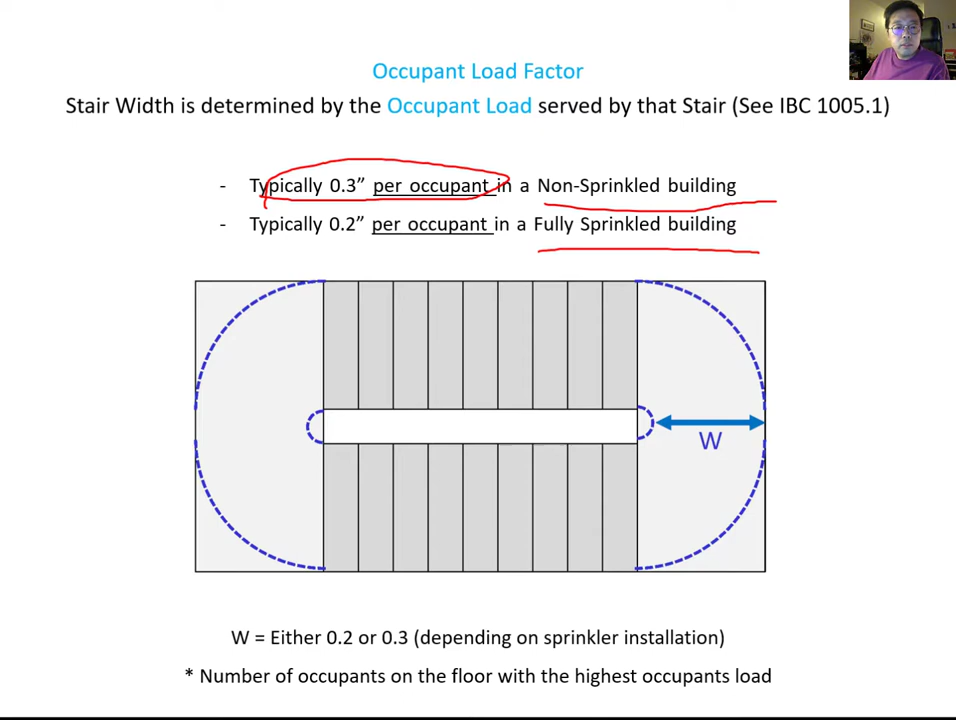 Occupant Load Factor
Stair Width is determined by the Occupant Load served by that Stair (See IBC 1005.1)
- Typically 0.3” per occupant in a Non-Sprinkled building
- Typically 0.2” per occupant in a Fully Sprinkled building
W
W = Either 0.2 or 0.3 (depending on sprinkler installation)
* Number of occupants on the floor with the highest occupants load